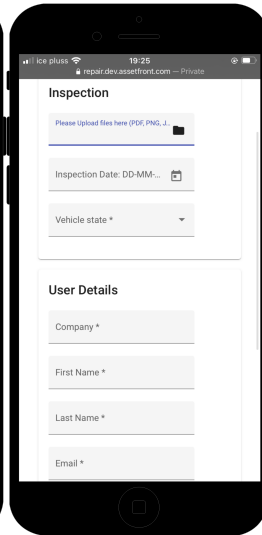 ice pluss 19:25
repair.dev.assetfront.com — Private
Inspection
Please Upload files here (PDF, PNG, J...
Inspection Date: DD-MM-...
Vehicle state *
User Details
Company *
First Name *
Last Name *
Email *